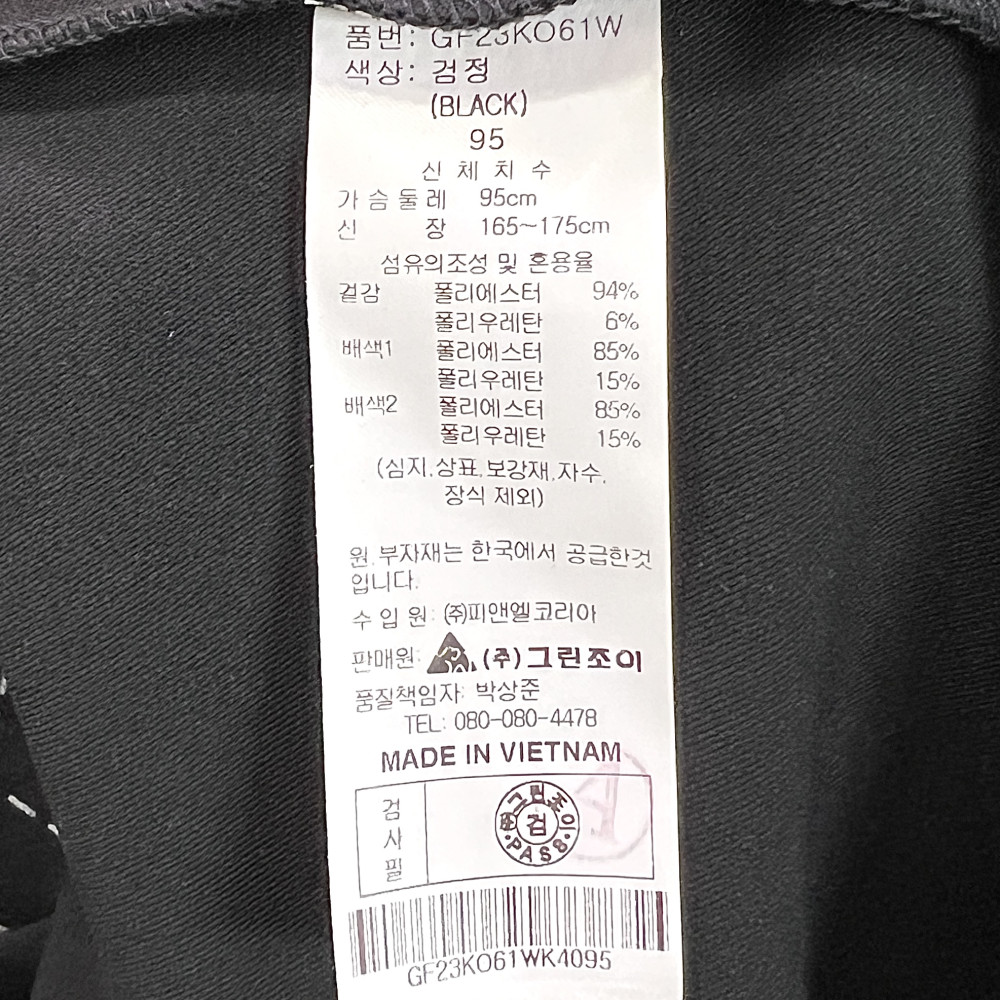 품번: GF23KO61W
색상: 검정
(BLACK)
95
신 체 치 수
가슴둘레 95cm
신 장 165~175cm
섬유의조성 및 혼용율
겉감 폴리에스터 94%
폴리우레탄 6%
배색1 폴리에스터 85%
폴리우레탄 15%
배색2 폴리에스터 85%
폴리우레탄 15%
(심지.상표.보강재.자수.
장식 제외)
원.부자재는 한국에서 공급한것
입니다.
수 입 원: (주)피앤엘코리아
판매원: (주)그린조이
품질책임자: 박상준
TEL: 080-080-4478
MADE IN VIETNAM
검사필
그린조이
검
PASS
GF23KO61WK4095